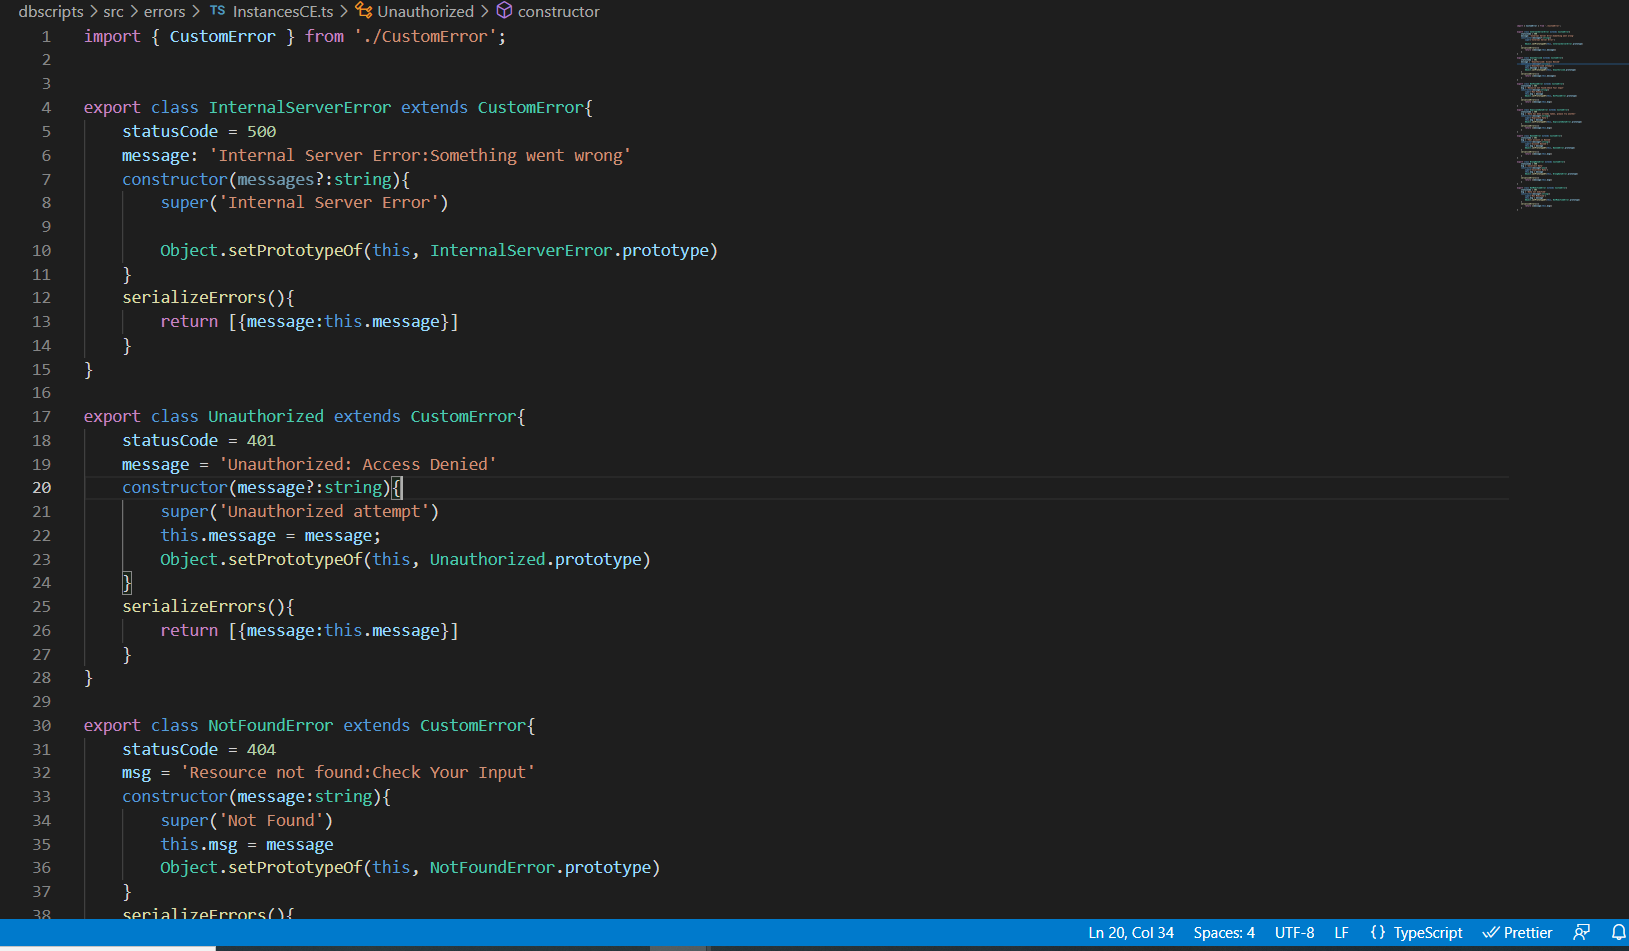 dbscripts > src > errors > TS InstancesCE.ts > Unauthorized > constructor
1 import { CustomError } from './CustomError';
2
3
4 export class InternalServerError extends CustomError{
5 statusCode = 500
6 message: 'Internal Server Error:Something went wrong'
7 constructor(messages?:string){
8 super('Internal Server Error')
9
10 Object.setPrototypeOf(this, InternalServerError.prototype)
11 }
12 serializeErrors(){
13 return [{message:this.message}]
14 }
15 }
16
17 export class Unauthorized extends CustomError{
18 statusCode = 401
19 message = 'Unauthorized: Access Denied'
20 constructor(message?:string){
21 super('Unauthorized attempt')
22 this.message = message;
23 Object.setPrototypeOf(this, Unauthorized.prototype)
24 }
25 serializeErrors(){
26 return [{message:this.message}]
27 }
28 }
29
30 export class NotFoundError extends CustomError{
31 statusCode = 404
32 msg = 'Resource not found:Check Your Input'
33 constructor(message:string){
34 super('Not Found')
35 this.msg = message
36 Object.setPrototypeOf(this, NotFoundError.prototype)
37 }
38 serializeErrors(){
Ln 20, Col 34 Spaces: 4 UTF-8 LF {} TypeScript Prettier